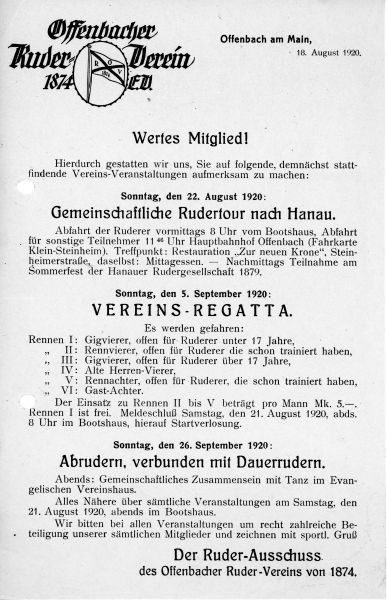 Offenbacher
Ruder-Verein
1874 E.V.
R O V
1874
Offenbach am Main,
18. August 1920.
Wertes Mitglied!
Hierdurch gestatten wir uns, Sie auf folgende, demnächst statt-
findende Vereins-Veranstaltungen aufmerksam zu machen:
Sonntag, den 22. August 1920:
Gemeinschaftliche Rudertour nach Hanau.
Abfahrt der Ruderer vormittags 8 Uhr vom Bootshaus, Abfahrt
für sonstige Teilnehmer 11 46 Uhr Hauptbahnhof Offenbach (Fahrkarte
Klein-Steinheim). Treffpunkt: Restauration „Zur neuen Krone“, Stein-
heimerstraße, daselbst: Mittagessen. — Nachmittags Teilnahme am
Sommerfest der Hanauer Rudergesellschaft 1879.
Sonntag, den 5. September 1920:
VEREINS-REGATTA.
Es werden gefahren:
Rennen I: Gigvierer, offen für Ruderer unter 17 Jahre,
„ II: Rennvierer, offen für Ruderer die schon trainiert haben,
„ III: Gigvierer, offen für Ruderer über 17 Jahre,
„ IV: Alte Herren-Vierer,
„ V: Rennachter, offen für Ruderer, die schon trainiert haben,
„ VI: Gast-Achter.
Der Einsatz zu Rennen II bis V beträgt pro Mann Mk. 5.—.
Rennen I ist frei. Meldeschluß Samstag, den 21. August 1920, abds.
8 Uhr im Bootshaus, hierauf Startverlosung.
Sonntag, den 26. September 1920:
Abrudern, verbunden mit Dauerrudern.
Abends: Gemeinschaftliches Zusammensein mit Tanz im Evan-
gelischen Vereinshaus.
Alles Nähere über sämtliche Veranstaltungen am Samstag, den
21. August 1920, abends im Bootshaus.
Wir bitten bei allen Veranstaltungen um recht zahlreiche Be-
teiligung unserer sämtlichen Mitglieder und zeichnen mit sportl. Gruß
Der Ruder-Ausschuss
des Offenbacher Ruder-Vereins von 1874.